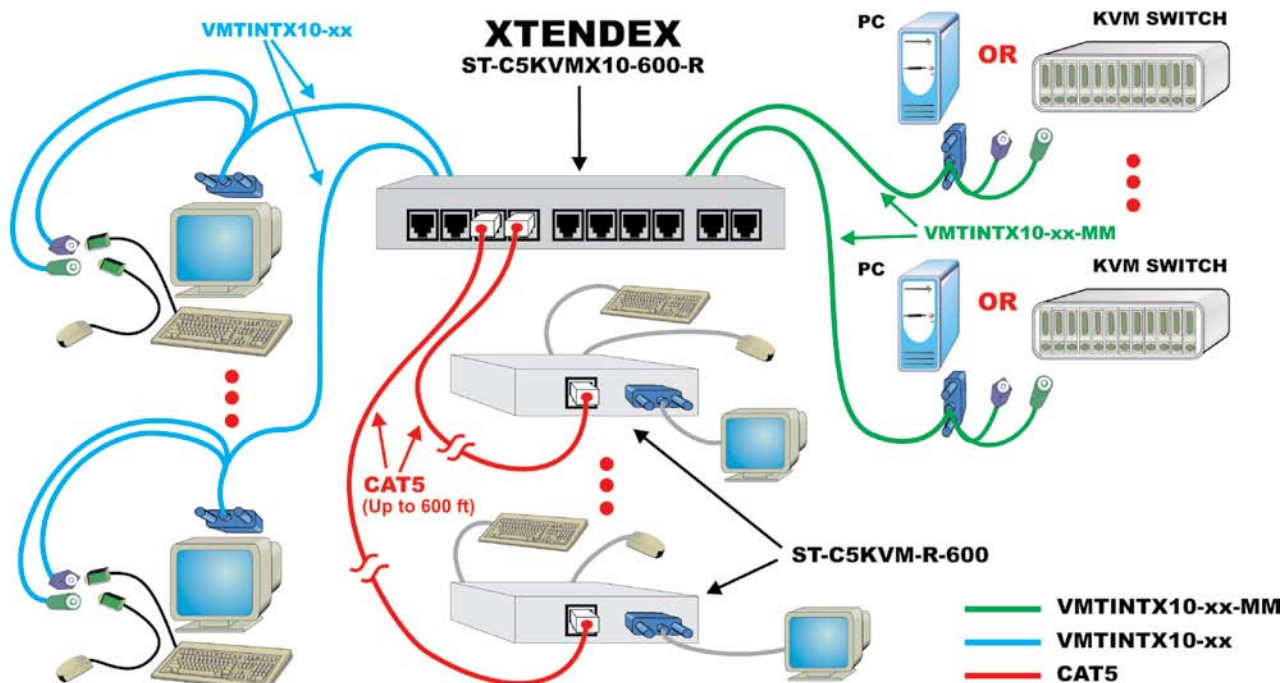 VMTINTX10-xx
XTENDEX
ST-C5KVMX10-600-R
PC
OR
KVM SWITCH
VMTINTX10-xx-MM
PC
OR
KVM SWITCH
CAT5
(Up to 600 ft)
ST-C5KVM-R-600
VMTINTX10-xx-MM
VMTINTX10-xx
CAT5